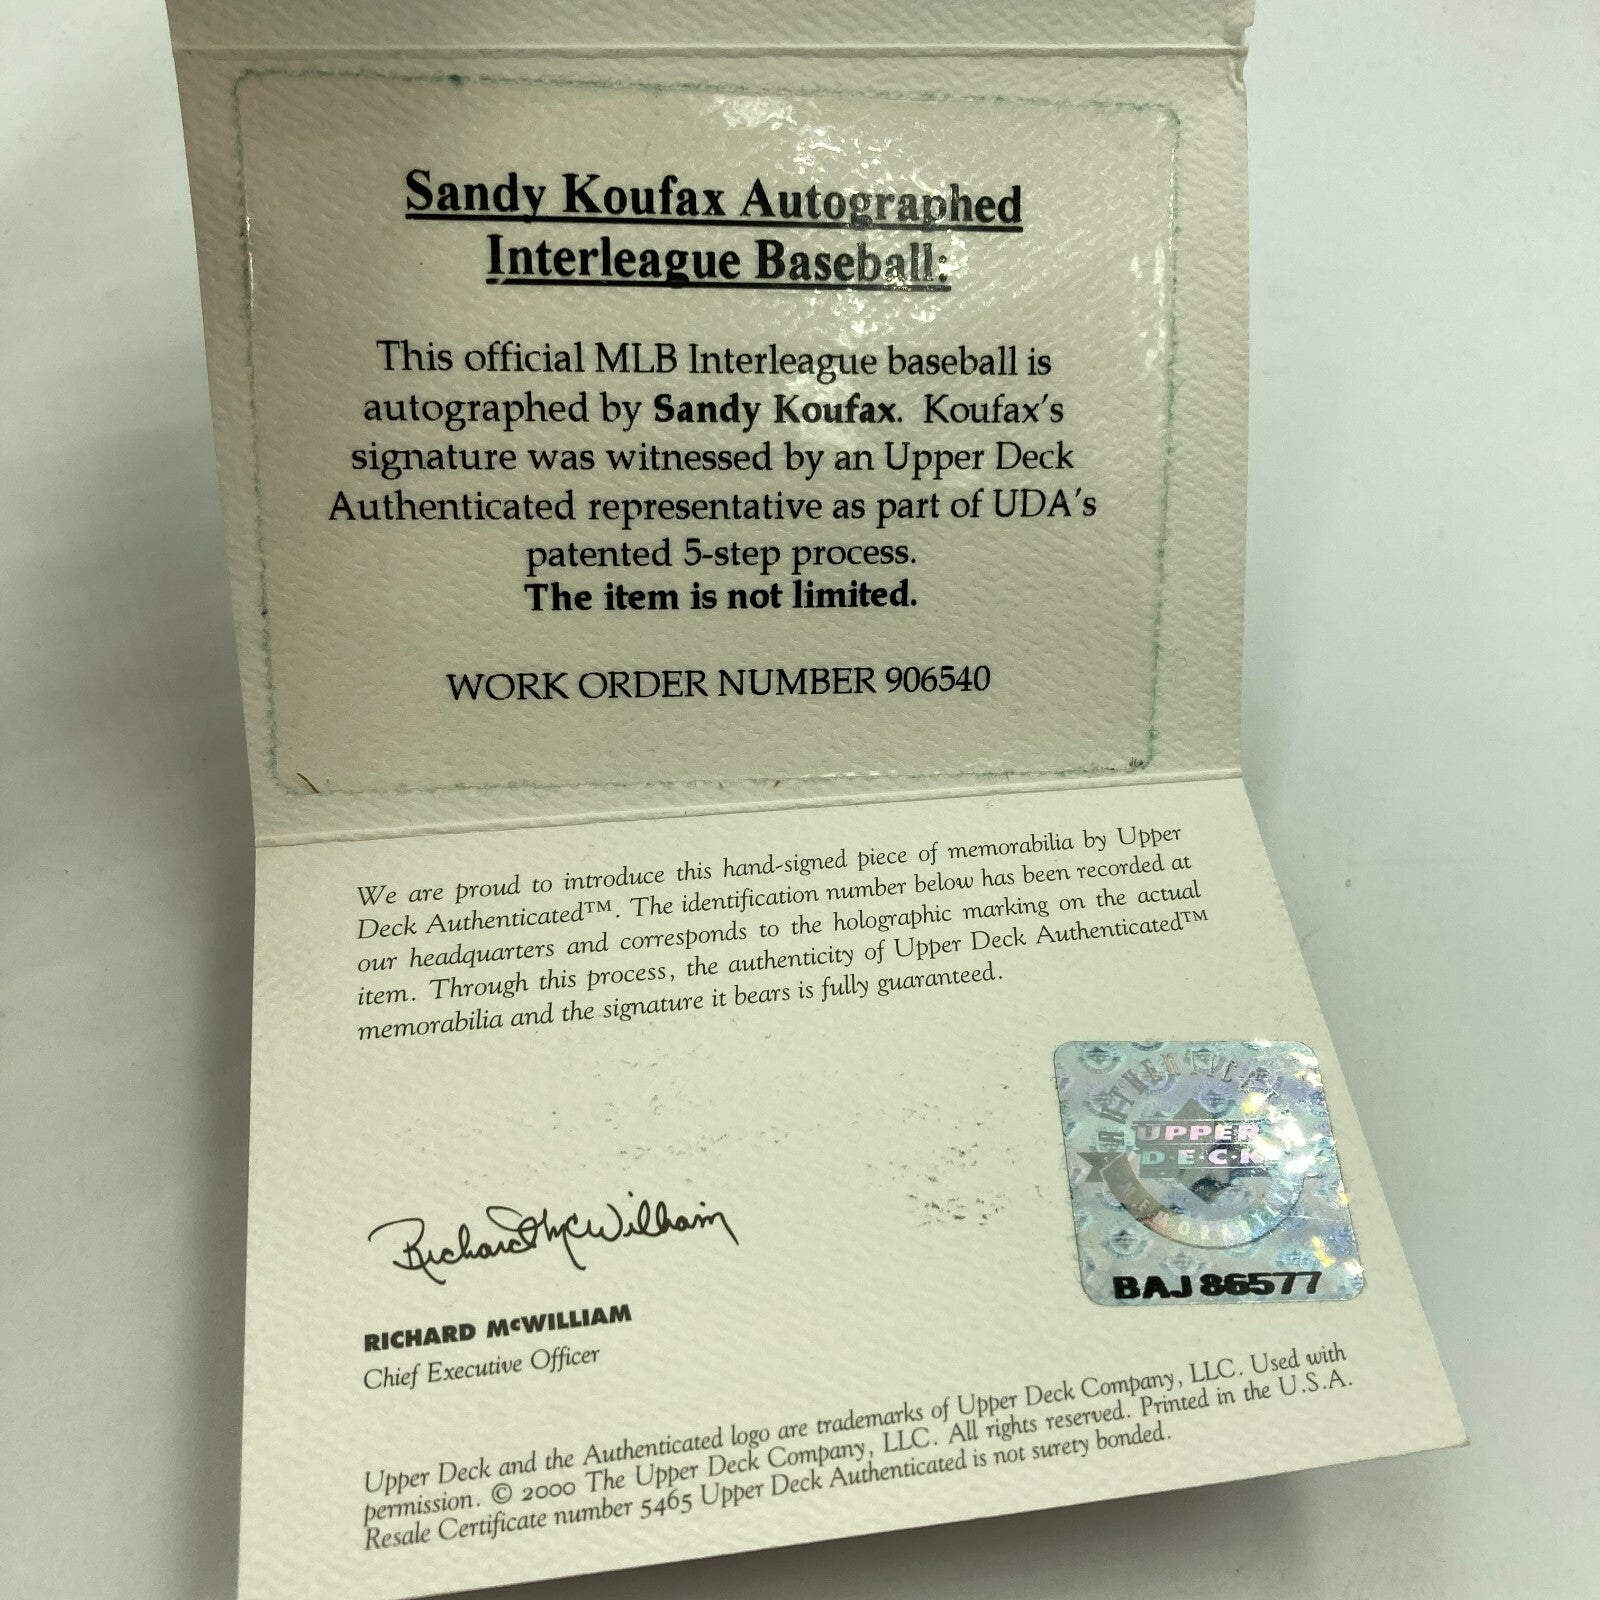 Sandy Koufax Autographed
Interleague Baseball:
This official MLB Interleague baseball is
autographed by Sandy Koufax. Koufax's
signature was witnessed by an Upper Deck
Authenticated representative as part of UDA's
patented 5-step process.
The item is not limited.
WORK ORDER NUMBER 906540
We are proud to introduce this hand-signed piece of memorabilia by Upper
Deck Authenticated™. The identification number below has been recorded at
our headquarters and corresponds to the holographic marking on the actual
item. Through this process, the authenticity of Upper Deck Authenticated™
memorabilia and the signature it bears is fully guaranteed.
UPPER
D·E·C·K
MEMORABILIA
BAJ86577
Richard McWilliam
RICHARD McWILLIAM
Chief Executive Officer
Upper Deck and the Authenticated logo are trademarks of Upper Deck Company, LLC. Used with
permission. © 2000 The Upper Deck Company, LLC. All rights reserved. Printed in the U.S.A.
Resale Certificate number 5465 Upper Deck Authenticated is not surety bonded.